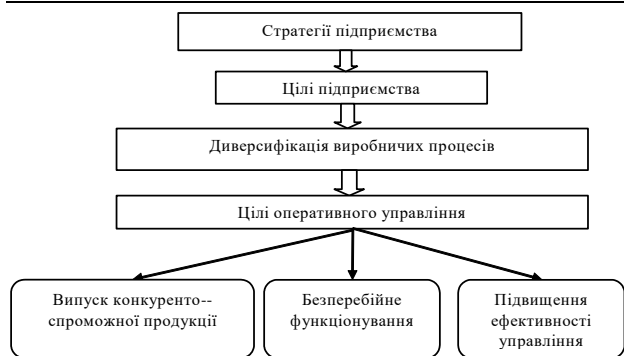 Стратегії підприємства
Цілі підприємства
Диверсифікація виробничих процесів
Цілі оперативного управління
Випуск конкуренто--
спроможної продукції
Безперебійне
функціонування
Підвищення
ефективності
управління